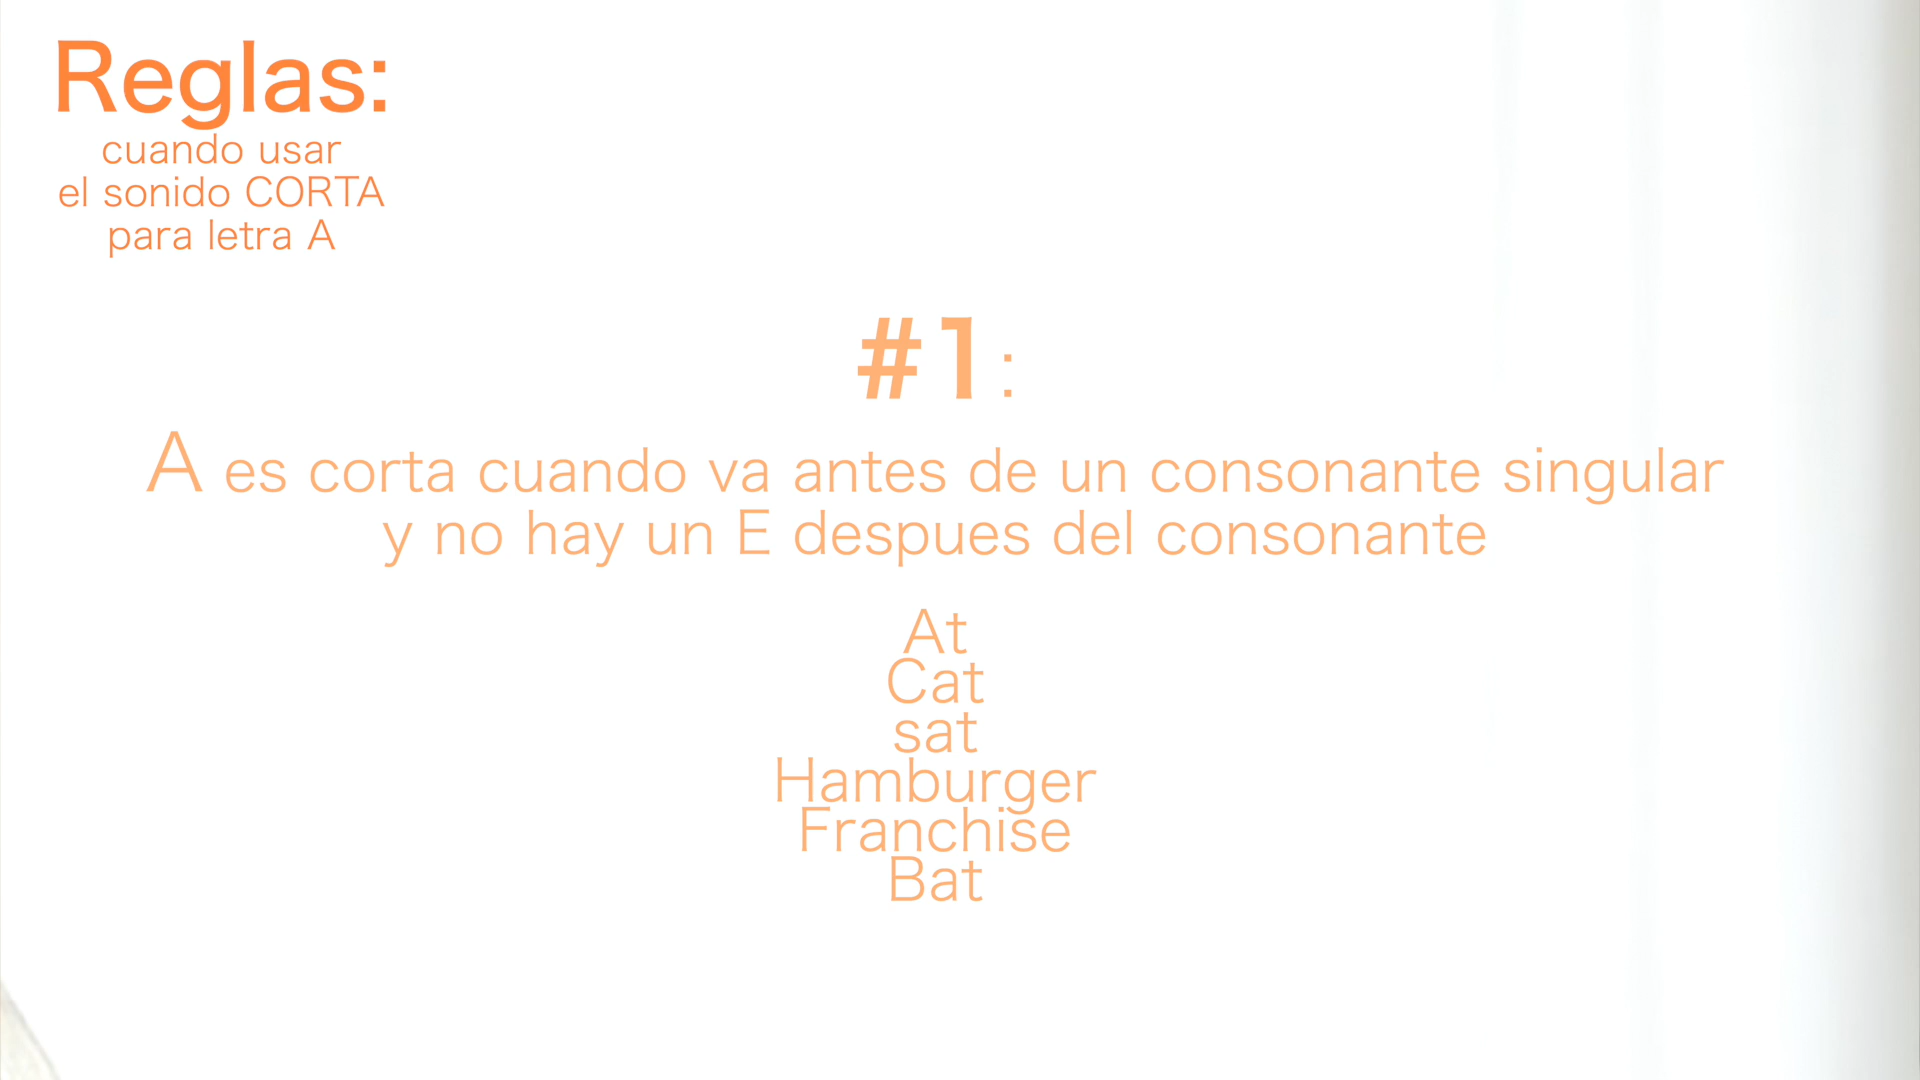 Reglas:
cuando usar
el sonido CORTA
para letra A
#1:
A es corta cuando va antes de un consonante singular
y no hay un E despues del consonante
At
Cat
sat
Hamburger
Franchise
Bat